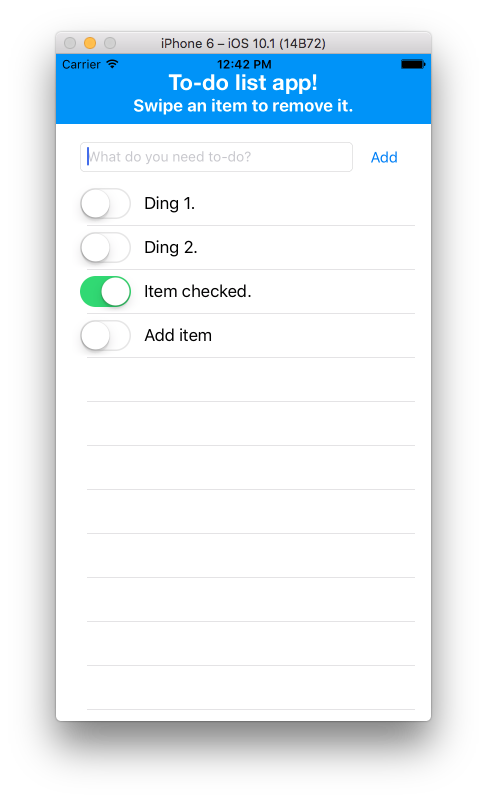 iPhone 6 – iOS 10.1 (14B72)
Carrier 12:42 PM
To-do list app!
Swipe an item to remove it.
What do you need to-do? Add
Ding 1.
Ding 2.
Item checked.
Add item